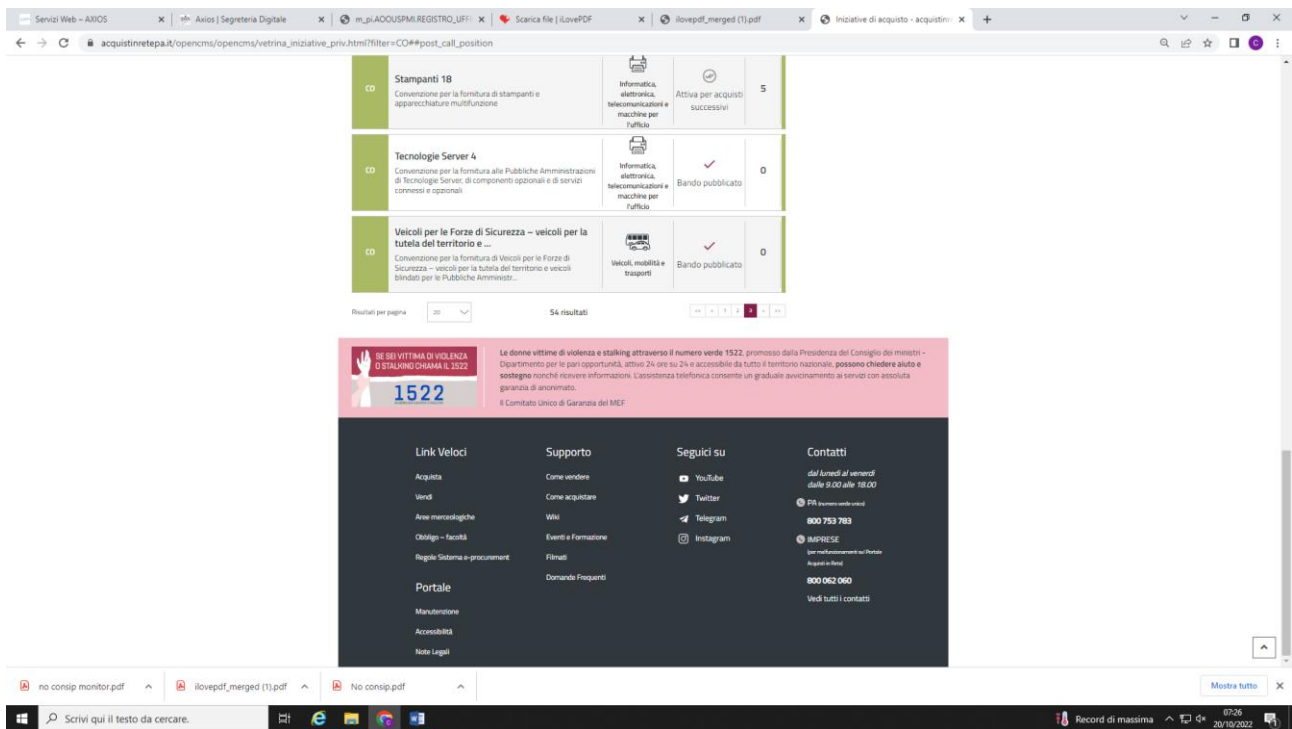 Servizi Web – AXIOS
Axios | Segreteria Digitale
m_pi.AOOUSPMI.REGISTRO_UFFI
Scarica file | iLovePDF
ilovepdf_merged (1).pdf
Iniziative di acquisto - acquistinr
acquistinretepa.it/opencms/opencms/vetrina_iniziative_priv.html?filter=CO##post_call_position
CO
Stampanti 18
Convenzione per la fornitura di stampanti e
apparecchiature multifunzione
Informatica,
elettronica,
telecomunicazioni e
macchine per
l'ufficio
Attiva per acquisti
successivi
5
CO
Tecnologie Server 4
Convenzione per la fornitura alle Pubbliche Amministrazioni
di Tecnologie Server, di componenti opzionali e di servizi
connessi e opzionali
Informatica,
elettronica,
telecomunicazioni e
macchine per
l'ufficio
Bando pubblicato
0
CO
Veicoli per le Forze di Sicurezza – veicoli per la
tutela del territorio e ...
Convenzione per la fornitura di Veicoli per le Forze di
Sicurezza – veicoli per la tutela del territorio e veicoli
blindati per le Pubbliche Amministr...
Veicoli, mobilità e
trasporti
Bando pubblicato
0
Risultati per pagina
20
54 risultati
<< < 1 2 3 > >>
SE SEI VITTIMA DI VIOLENZA
O STALKING CHIAMA IL 1522
1522
Le donne vittime di violenza e stalking attraverso il numero verde 1522, promosso dalla Presidenza del Consiglio dei ministri -
Dipartimento per le pari opportunità, attivo 24 ore su 24 e accessibile da tutto il territorio nazionale, possono chiedere aiuto e
sostegno nonchè ricevere informazioni. L'assistenza telefonica consente un graduale avvicinamento ai servizi con assoluta
garanzia di anonimato.
Il Comitato Unico di Garanzia del MEF
Link Veloci
Acquista
Vendi
Aree merceologiche
Obbligo – facoltà
Regole Sistema e-procurement
Portale
Manutenzione
Accessibilità
Note Legali
Supporto
Come vendere
Come acquistare
Wiki
Eventi e Formazione
Filmati
Domande Frequenti
Seguici su
YouTube
Twitter
Telegram
Instagram
Contatti
dal lunedì al venerdì
dalle 9.00 alle 18.00
PA (numero verde unico)
800 753 783
IMPRESE
(per malfunzionamenti sul Portale
Acquisti in Rete)
800 062 060
Vedi tutti i contatti
no consip monitor.pdf
ilovepdf_merged (1).pdf
No consip.pdf
Mostra tutto
Scrivi qui il testo da cercare.
Record di massima
07:26
20/10/2022